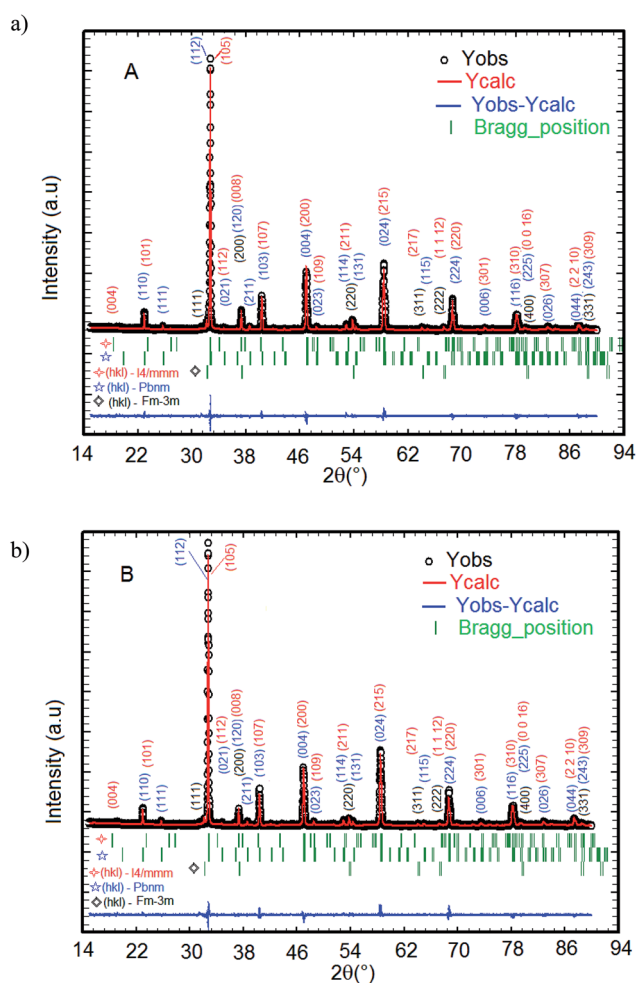 a)
A
(112)
(105)
Yobs
Ycalc
Yobs-Ycalc
Bragg_position
Intensity (a.u)
(004)
(110)
(101)
(111)
(111)
(021)
(112)
(200)
(120)
(008)
(211)
(103)
(107)
(004)
(200)
(023)
(109)
(114)
(211)
(220)
(131)
(024)
(215)
(217)
(311)
(115)
(1 1 12)
(222)
(224)
(220)
(006)
(301)
(116)
(310)
(225)
(0 0 16)
(400)
(026)
(307)
(044)
(2 2 10)
(331)
(243)
(309)
(hkl) - I4/mmm
(hkl) - Pbnm
(hkl) - Fm-3m
14 22 30 38 46 54 62 70 78 86 94
2θ(°)
b)
B
(112)
(105)
Yobs
Ycalc
Yobs-Ycalc
Bragg_position
Intensity (a.u)
(004)
(110)
(101)
(111)
(111)
(021)
(112)
(200)
(120)
(008)
(211)
(103)
(107)
(004)
(200)
(023)
(109)
(114)
(211)
(220)
(131)
(024)
(215)
(217)
(311)
(115)
(1 1 12)
(222)
(224)
(220)
(006)
(301)
(116)
(310)
(225)
(0 0 16)
(400)
(026)
(307)
(044)
(2 2 10)
(331)
(243)
(309)
(hkl) - I4/mmm
(hkl) - Pbnm
(hkl) - Fm-3m
14 22 30 38 46 54 62 69 78 86 94
2θ(°)